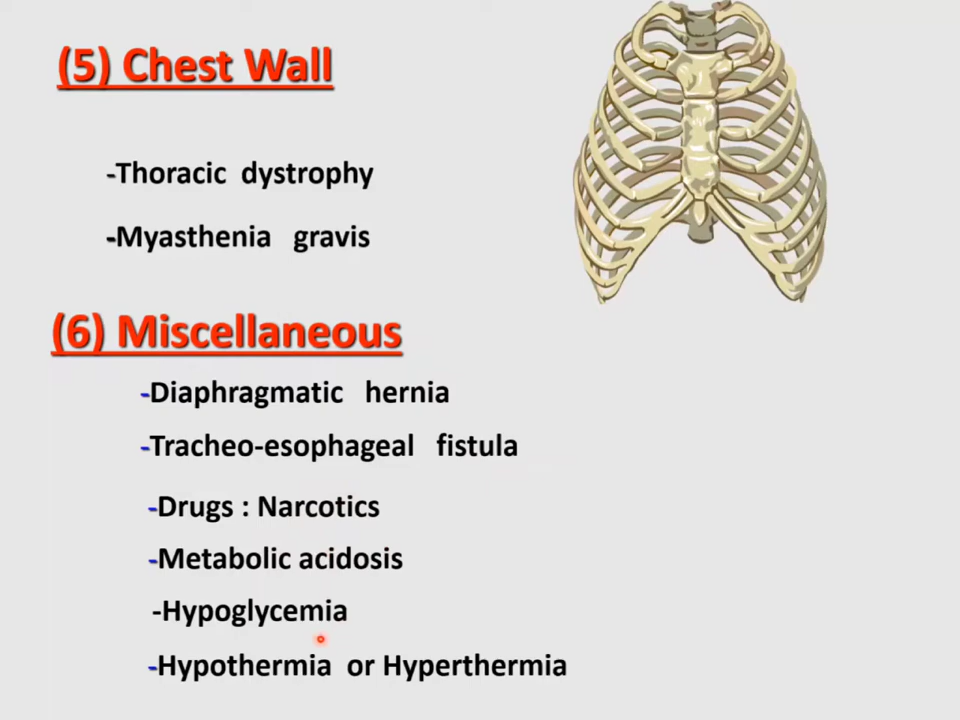 (5) Chest Wall
-Thoracic dystrophy
-Myasthenia gravis
(6) Miscellaneous
-Diaphragmatic hernia
-Tracheo-esophageal fistula
-Drugs : Narcotics
-Metabolic acidosis
-Hypoglycemia
-Hypothermia or Hyperthermia